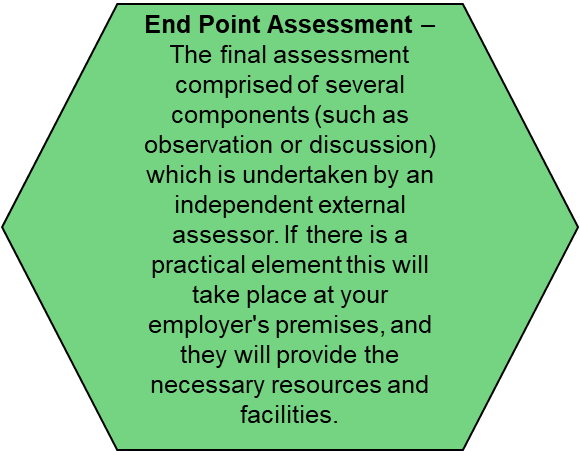 End Point Assessment –
The final assessment
comprised of several
components (such as
observation or discussion)
which is undertaken by an
independent external
assessor. If there is a
practical element this will
take place at your
employer's premises, and
they will provide the
necessary resources and
facilities.